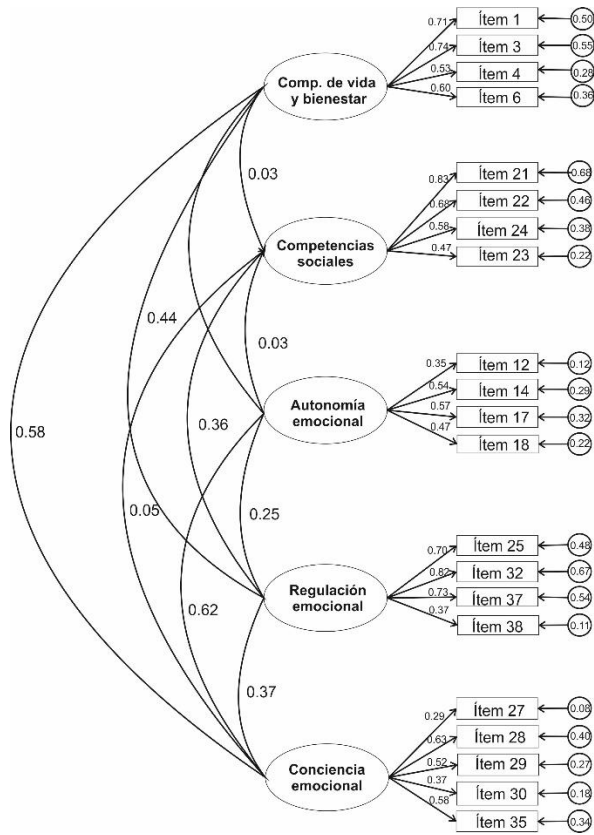 0.71
Ítem 1
0.50
0.74
Ítem 3
0.55
0.53
Ítem 4
0.28
0.60
Ítem 6
0.36
Comp. de vida
y bienestar
0.03
0.83
Ítem 21
0.68
0.68
Ítem 22
0.46
0.58
Ítem 24
0.38
0.47
Ítem 23
0.22
Competencias
sociales
0.44
0.03
0.35
Ítem 12
0.12
0.54
Ítem 14
0.29
0.57
Ítem 17
0.32
0.47
Ítem 18
0.22
Autonomía
emocional
0.58
0.36
0.05
0.25
0.70
Ítem 25
0.48
0.82
Ítem 32
0.67
0.73
Ítem 37
0.54
0.37
Ítem 38
0.11
Regulación
emocional
0.62
0.37
0.29
Ítem 27
0.08
0.63
Ítem 28
0.40
0.52
Ítem 29
0.27
0.37
Ítem 30
0.18
0.58
Ítem 35
0.34
Conciencia
emocional